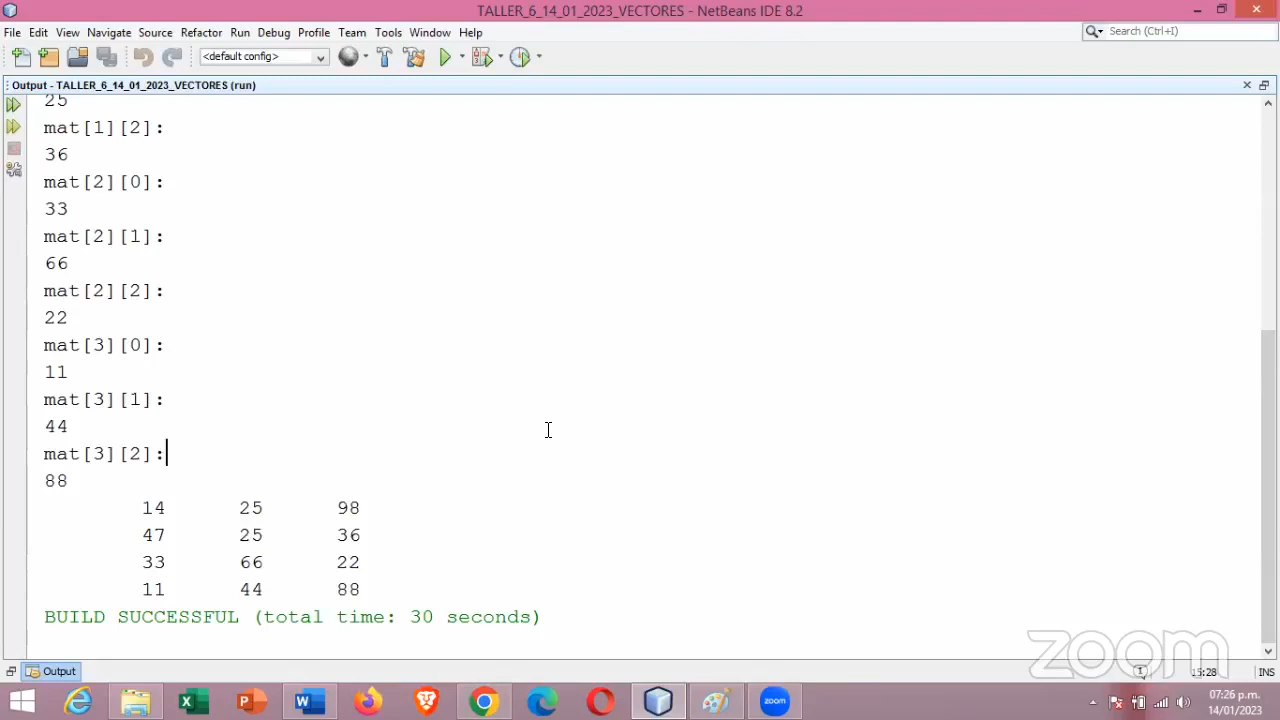 TALLER_6_14_01_2023_VECTORES - NetBeans IDE 8.2
File Edit View Navigate Source Refactor Run Debug Profile Team Tools Window Help
Search (Ctrl+I)
<default config>
Output - TALLER_6_14_01_2023_VECTORES (run)
25
mat[1][2]:
36
mat[2][0]:
33
mat[2][1]:
66
mat[2][2]:
22
mat[3][0]:
11
mat[3][1]:
44
mat[3][2]:
88
14 25 98
47 25 36
33 66 22
11 44 88
BUILD SUCCESSFUL (total time: 30 seconds)
zoom
Output
15:28
INS
zoom
07:26 p.m.
14/01/2023